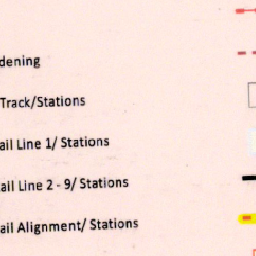 dening
Track/Stations
ail Line 1/ Stations
ail Line 2 - 9/ Stations
ail Alignment/ Stations